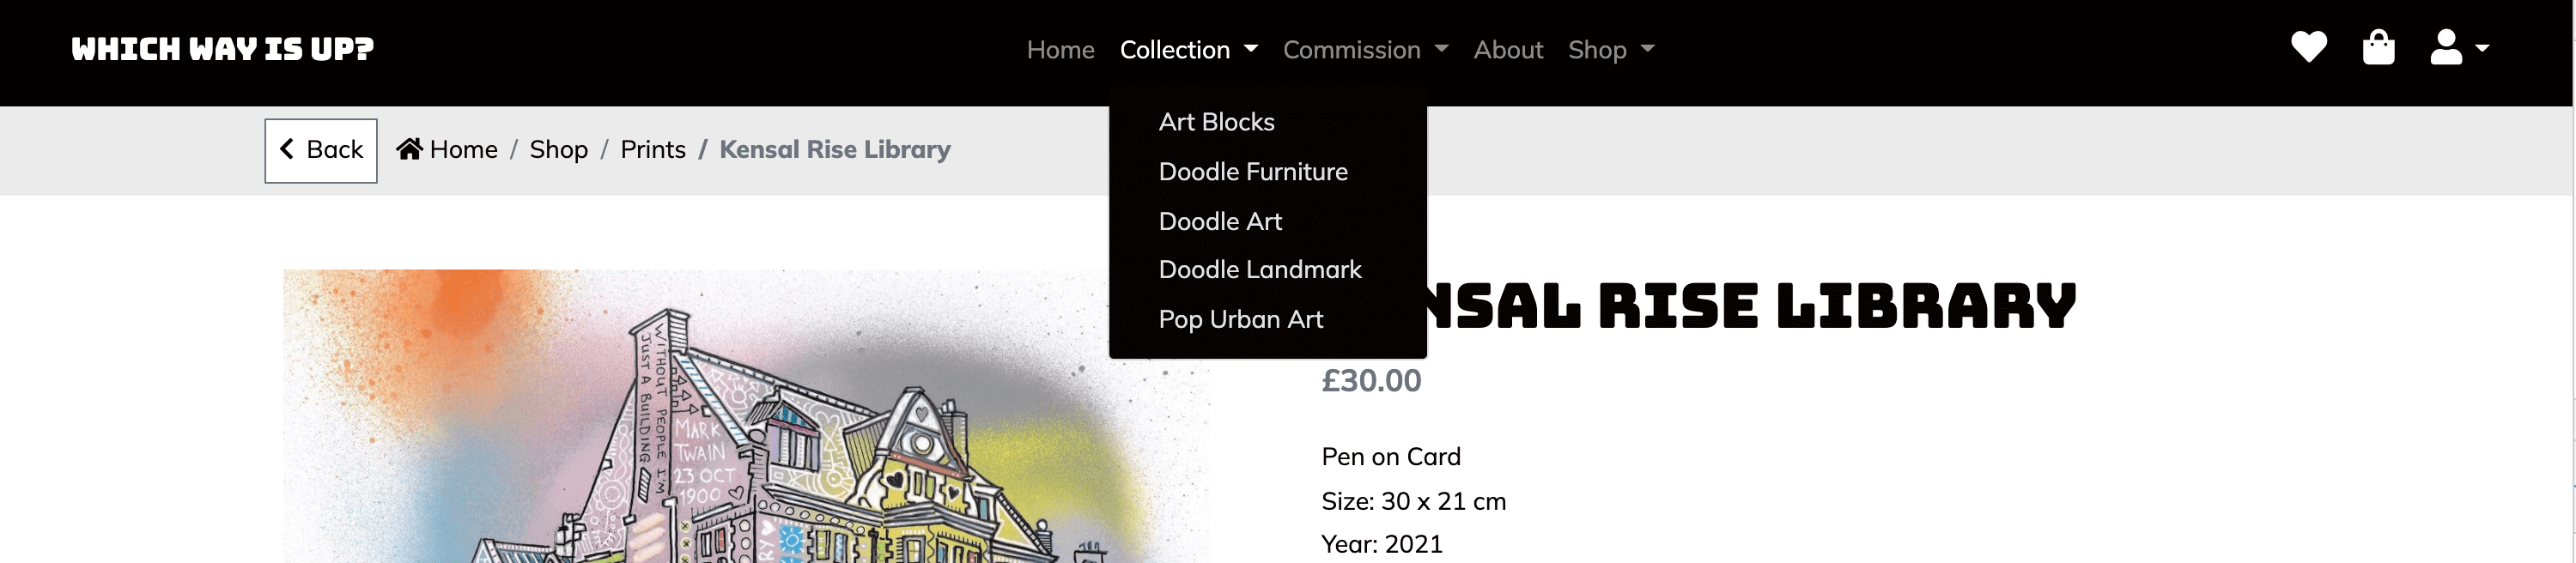 WHICH WAY IS UP?
Home Collection Commission About Shop
Art Blocks
Doodle Furniture
Doodle Art
Doodle Landmark
Pop Urban Art
Back Home / Shop / Prints / Kensal Rise Library
NSAL RISE LIBRARY
£30.00
Pen on Card
Size: 30 x 21 cm
Year: 2021
WITHOUT PEOPLE I'M
JUST A BUILDING
MARK
TWAIN
23 OCT
1900